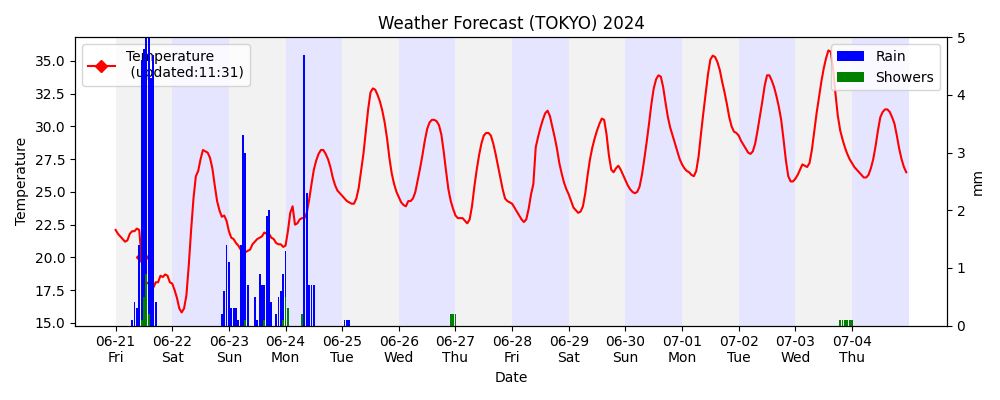 Weather Forecast (TOKYO) 2024
Temperature
(updated:11:31)
Rain
Showers
Temperature
35.0
32.5
30.0
27.5
25.0
22.5
20.0
17.5
15.0
5
4
3
2
1
0
mm
06-21 06-22 06-23 06-24 06-25 06-26 06-27 06-28 06-29 06-30 07-01 07-02 07-03 07-04
Fri Sat Sun Mon Tue Wed Thu Fri Sat Sun Mon Tue Wed Thu
Date